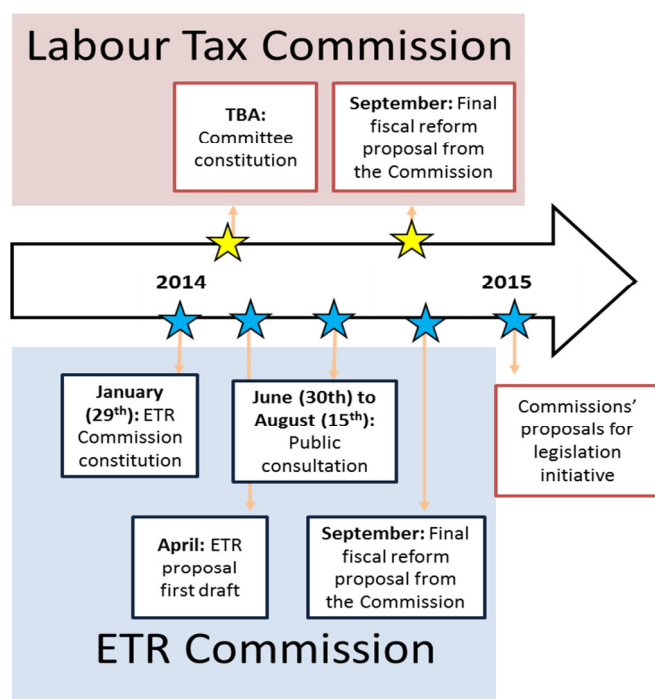 Labour Tax Commission
TBA:
Committee
constitution
September: Final
fiscal reform
proposal from
the Commission
2014
2015
January
(29th): ETR
Commission
constitution
June (30th) to
August (15th):
Public
consultation
Commissions’
proposals for
legislation
initiative
April: ETR
proposal
first draft
September: Final
fiscal reform
proposal from
the Commission
ETR Commission